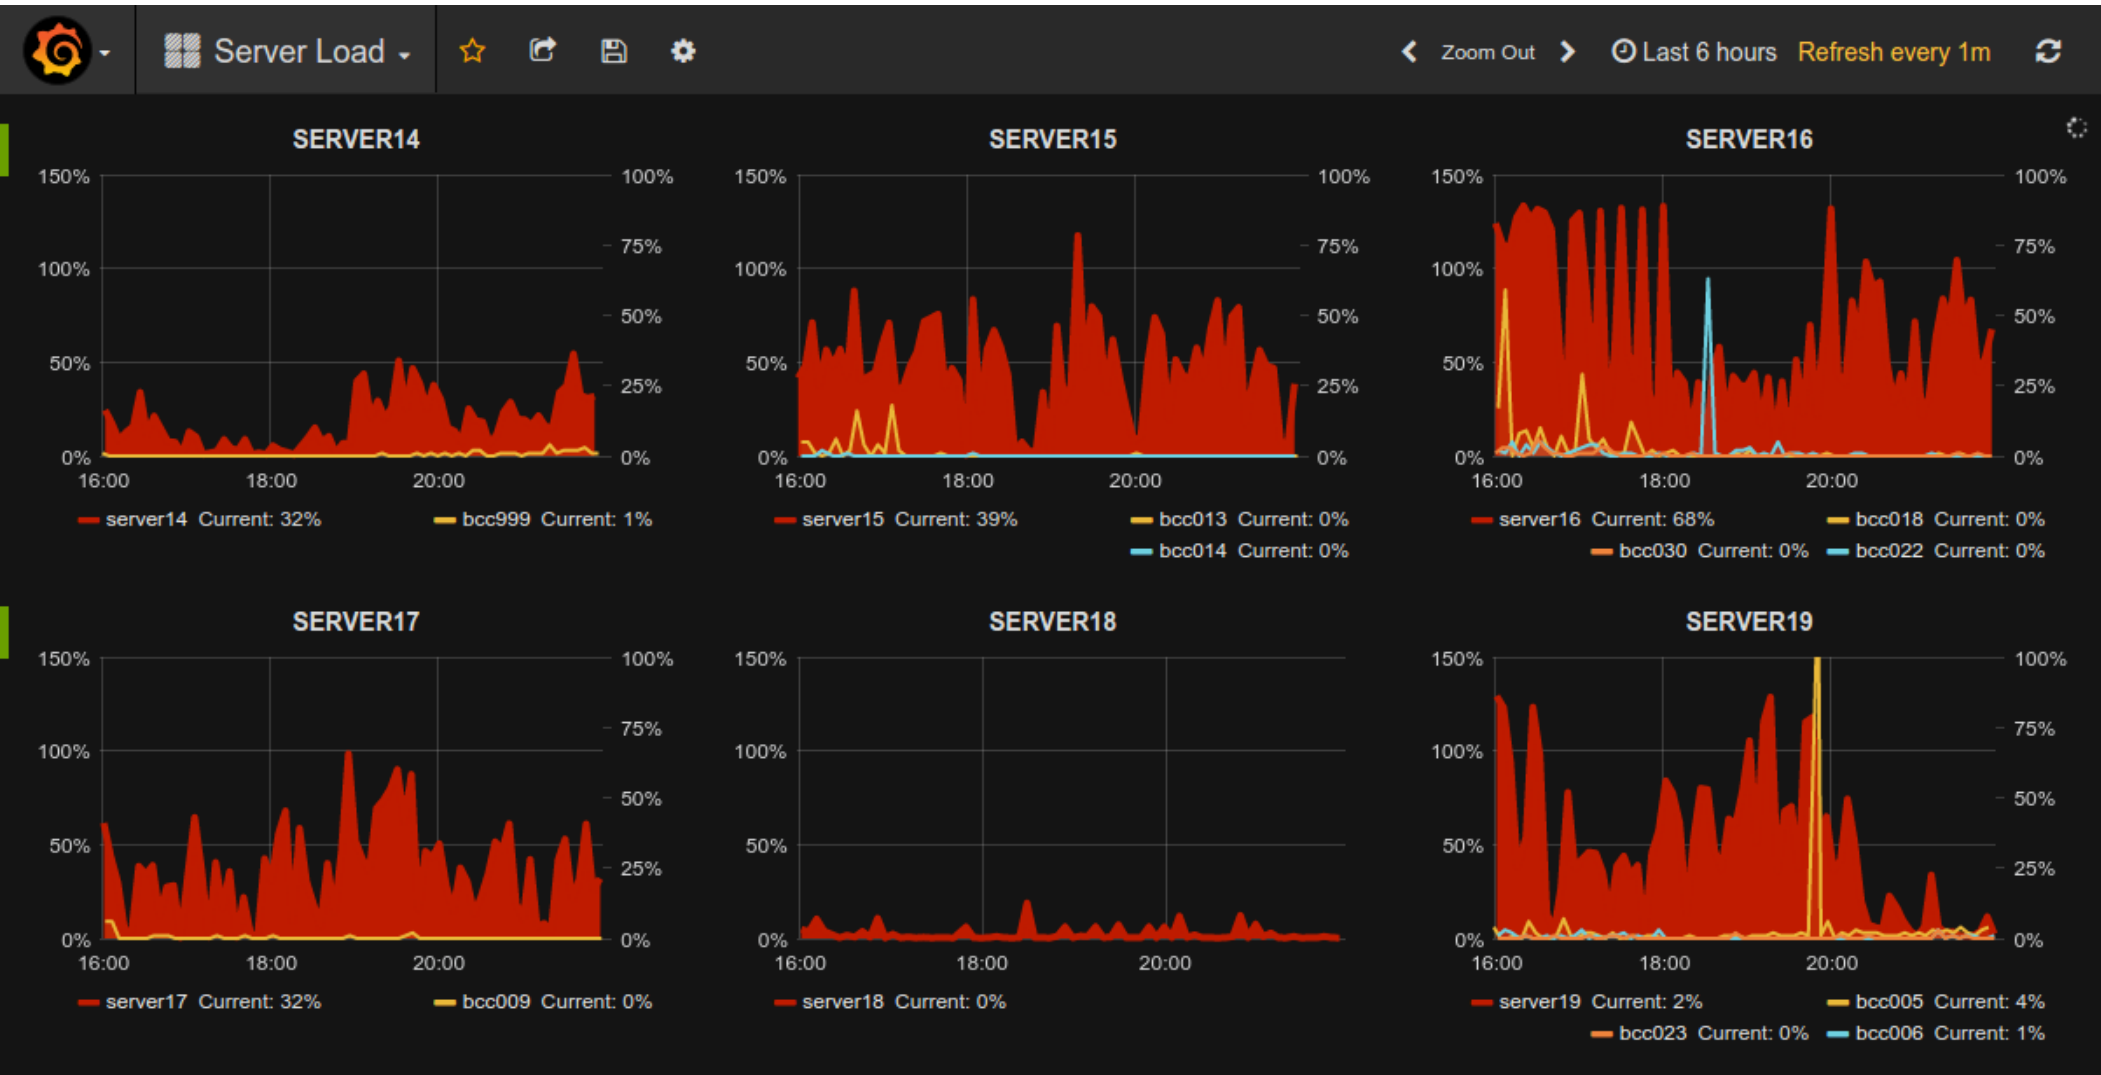 Server Load
Zoom Out
Last 6 hours Refresh every 1m
SERVER14
150%
100%
50%
0%
100%
75%
50%
25%
0%
16:00 18:00 20:00
server14 Current: 32% bcc999 Current: 1%
SERVER15
150%
100%
50%
0%
100%
75%
50%
25%
0%
16:00 18:00 20:00
server15 Current: 39% bcc013 Current: 0%
bcc014 Current: 0%
SERVER16
150%
100%
50%
0%
100%
75%
50%
25%
0%
16:00 18:00 20:00
server16 Current: 68% bcc018 Current: 0%
bcc030 Current: 0% bcc022 Current: 0%
SERVER17
150%
100%
50%
0%
100%
75%
50%
25%
0%
16:00 18:00 20:00
server17 Current: 32% bcc009 Current: 0%
SERVER18
150%
100%
50%
0%
16:00 18:00 20:00
server18 Current: 0%
SERVER19
150%
100%
50%
0%
100%
75%
50%
25%
0%
16:00 18:00 20:00
server19 Current: 2% bcc005 Current: 4%
bcc023 Current: 0% bcc006 Current: 1%